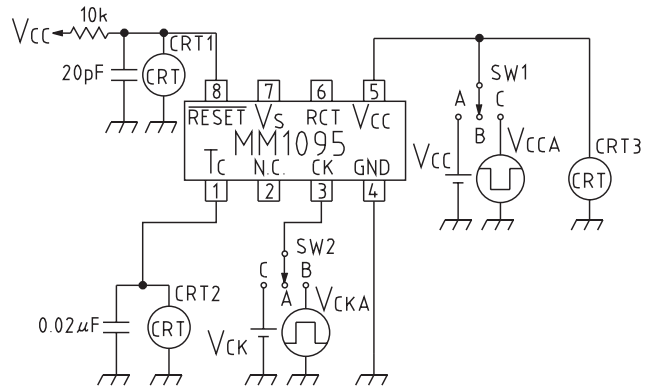 10k
VCC
CRT1
20pF
CRT
8 7 6 5
RESET VS RCT VCC
MM1095
TC N.C. CK GND
1 2 3 4
SW1
A C
B
VCC
VCCA
CRT3
CRT
SW2
C B
A
VCKA
CRT2
0.02μF
CRT
VCK